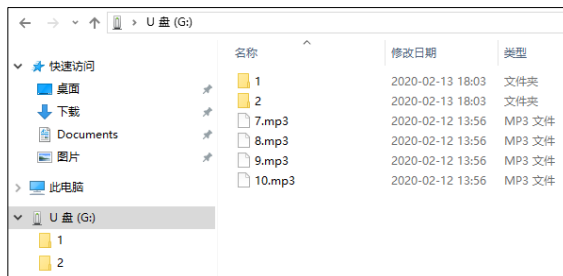 U 盘 (G:)
名称 修改日期 类型
快速访问
桌面
下载
Documents
图片
此电脑
U 盘 (G:)
1
2
1 2020-02-13 18:03 文件夹
2 2020-02-13 18:03 文件夹
7.mp3 2020-02-12 13:56 MP3 文件
8.mp3 2020-02-12 13:56 MP3 文件
9.mp3 2020-02-12 13:56 MP3 文件
10.mp3 2020-02-12 13:56 MP3 文件